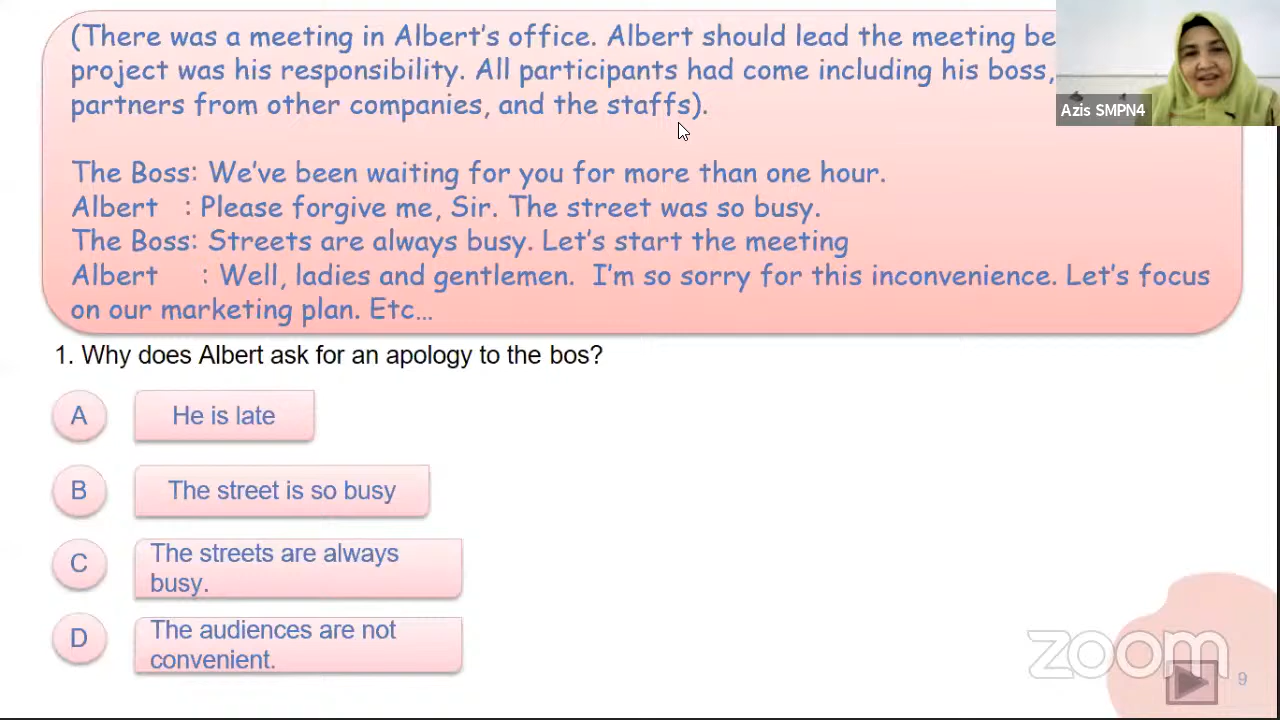 (There was a meeting in Albert's office. Albert should lead the meeting be
project was his responsibility. All participants had come including his boss,
partners from other companies, and the staffs).
Azis SMPN4
The Boss: We've been waiting for you for more than one hour.
Albert : Please forgive me, Sir. The street was so busy.
The Boss: Streets are always busy. Let's start the meeting
Albert : Well, ladies and gentlemen. I'm so sorry for this inconvenience. Let's focus
on our marketing plan. Etc...
1. Why does Albert ask for an apology to the bos?
A He is late
B The street is so busy
C The streets are always
busy.
D The audiences are not
convenient.
zoom
9